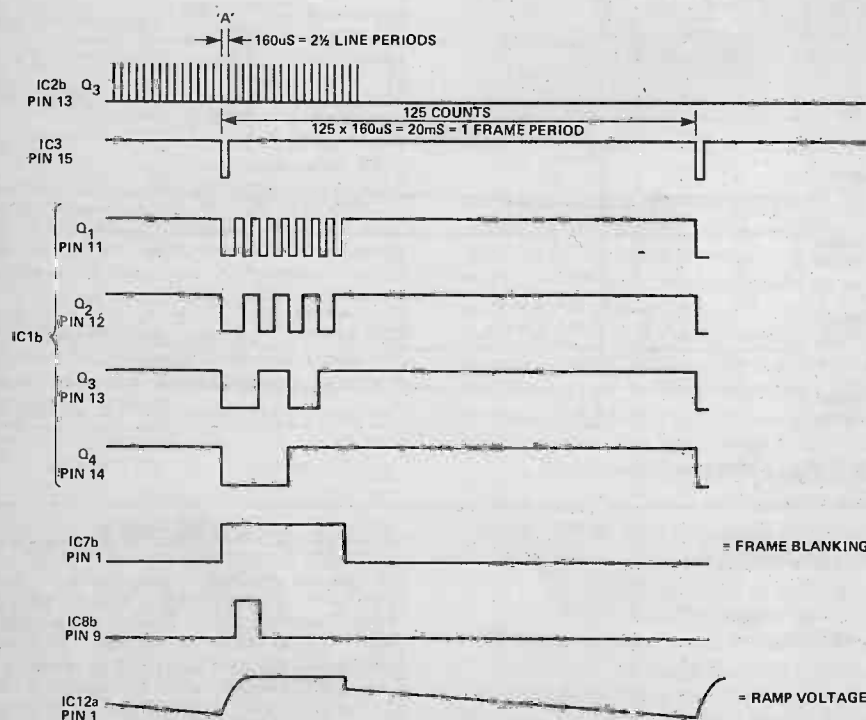 'A'
160uS = 2½ LINE PERIODS
IC2b Q3
PIN 13
125 COUNTS
125 x 160uS = 20mS = 1 FRAME PERIOD
IC3
PIN 15
Q1
PIN 11
Q2
PIN 12
IC1b
Q3
PIN 13
Q4
PIN 14
IC7b
PIN 1
= FRAME BLANKING
IC8b
PIN 9
IC12a
PIN 1
= RAMP VOLTAGE